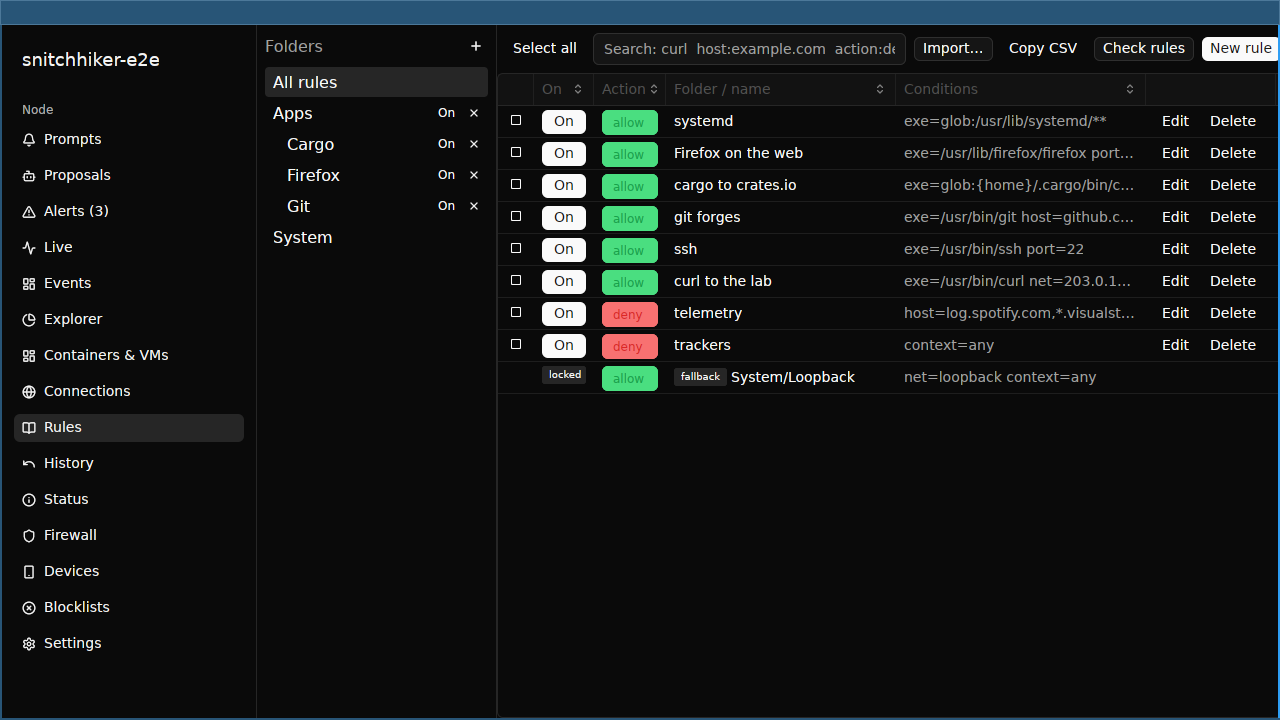 snitchhiker-e2e
Node
Prompts
Proposals
Alerts (3)
Live
Events
Explorer
Containers & VMs
Connections
Rules
History
Status
Firewall
Devices
Blocklists
Settings
Folders +
All rules
Apps On ×
Cargo On ×
Firefox On ×
Git On ×
System
Select all Search: curl host:example.com action:de Import... Copy CSV Check rules New rule
On Action Folder / name Conditions
On allow systemd exe=glob:/usr/lib/systemd/** Edit Delete
On allow Firefox on the web exe=/usr/lib/firefox/firefox port... Edit Delete
On allow cargo to crates.io exe=glob:{home}/.cargo/bin/c... Edit Delete
On allow git forges exe=/usr/bin/git host=github.c... Edit Delete
On allow ssh exe=/usr/bin/ssh port=22 Edit Delete
On allow curl to the lab exe=/usr/bin/curl net=203.0.1... Edit Delete
On deny telemetry host=log.spotify.com,*.visualst... Edit Delete
On deny trackers context=any Edit Delete
locked allow fallback System/Loopback net=loopback context=any